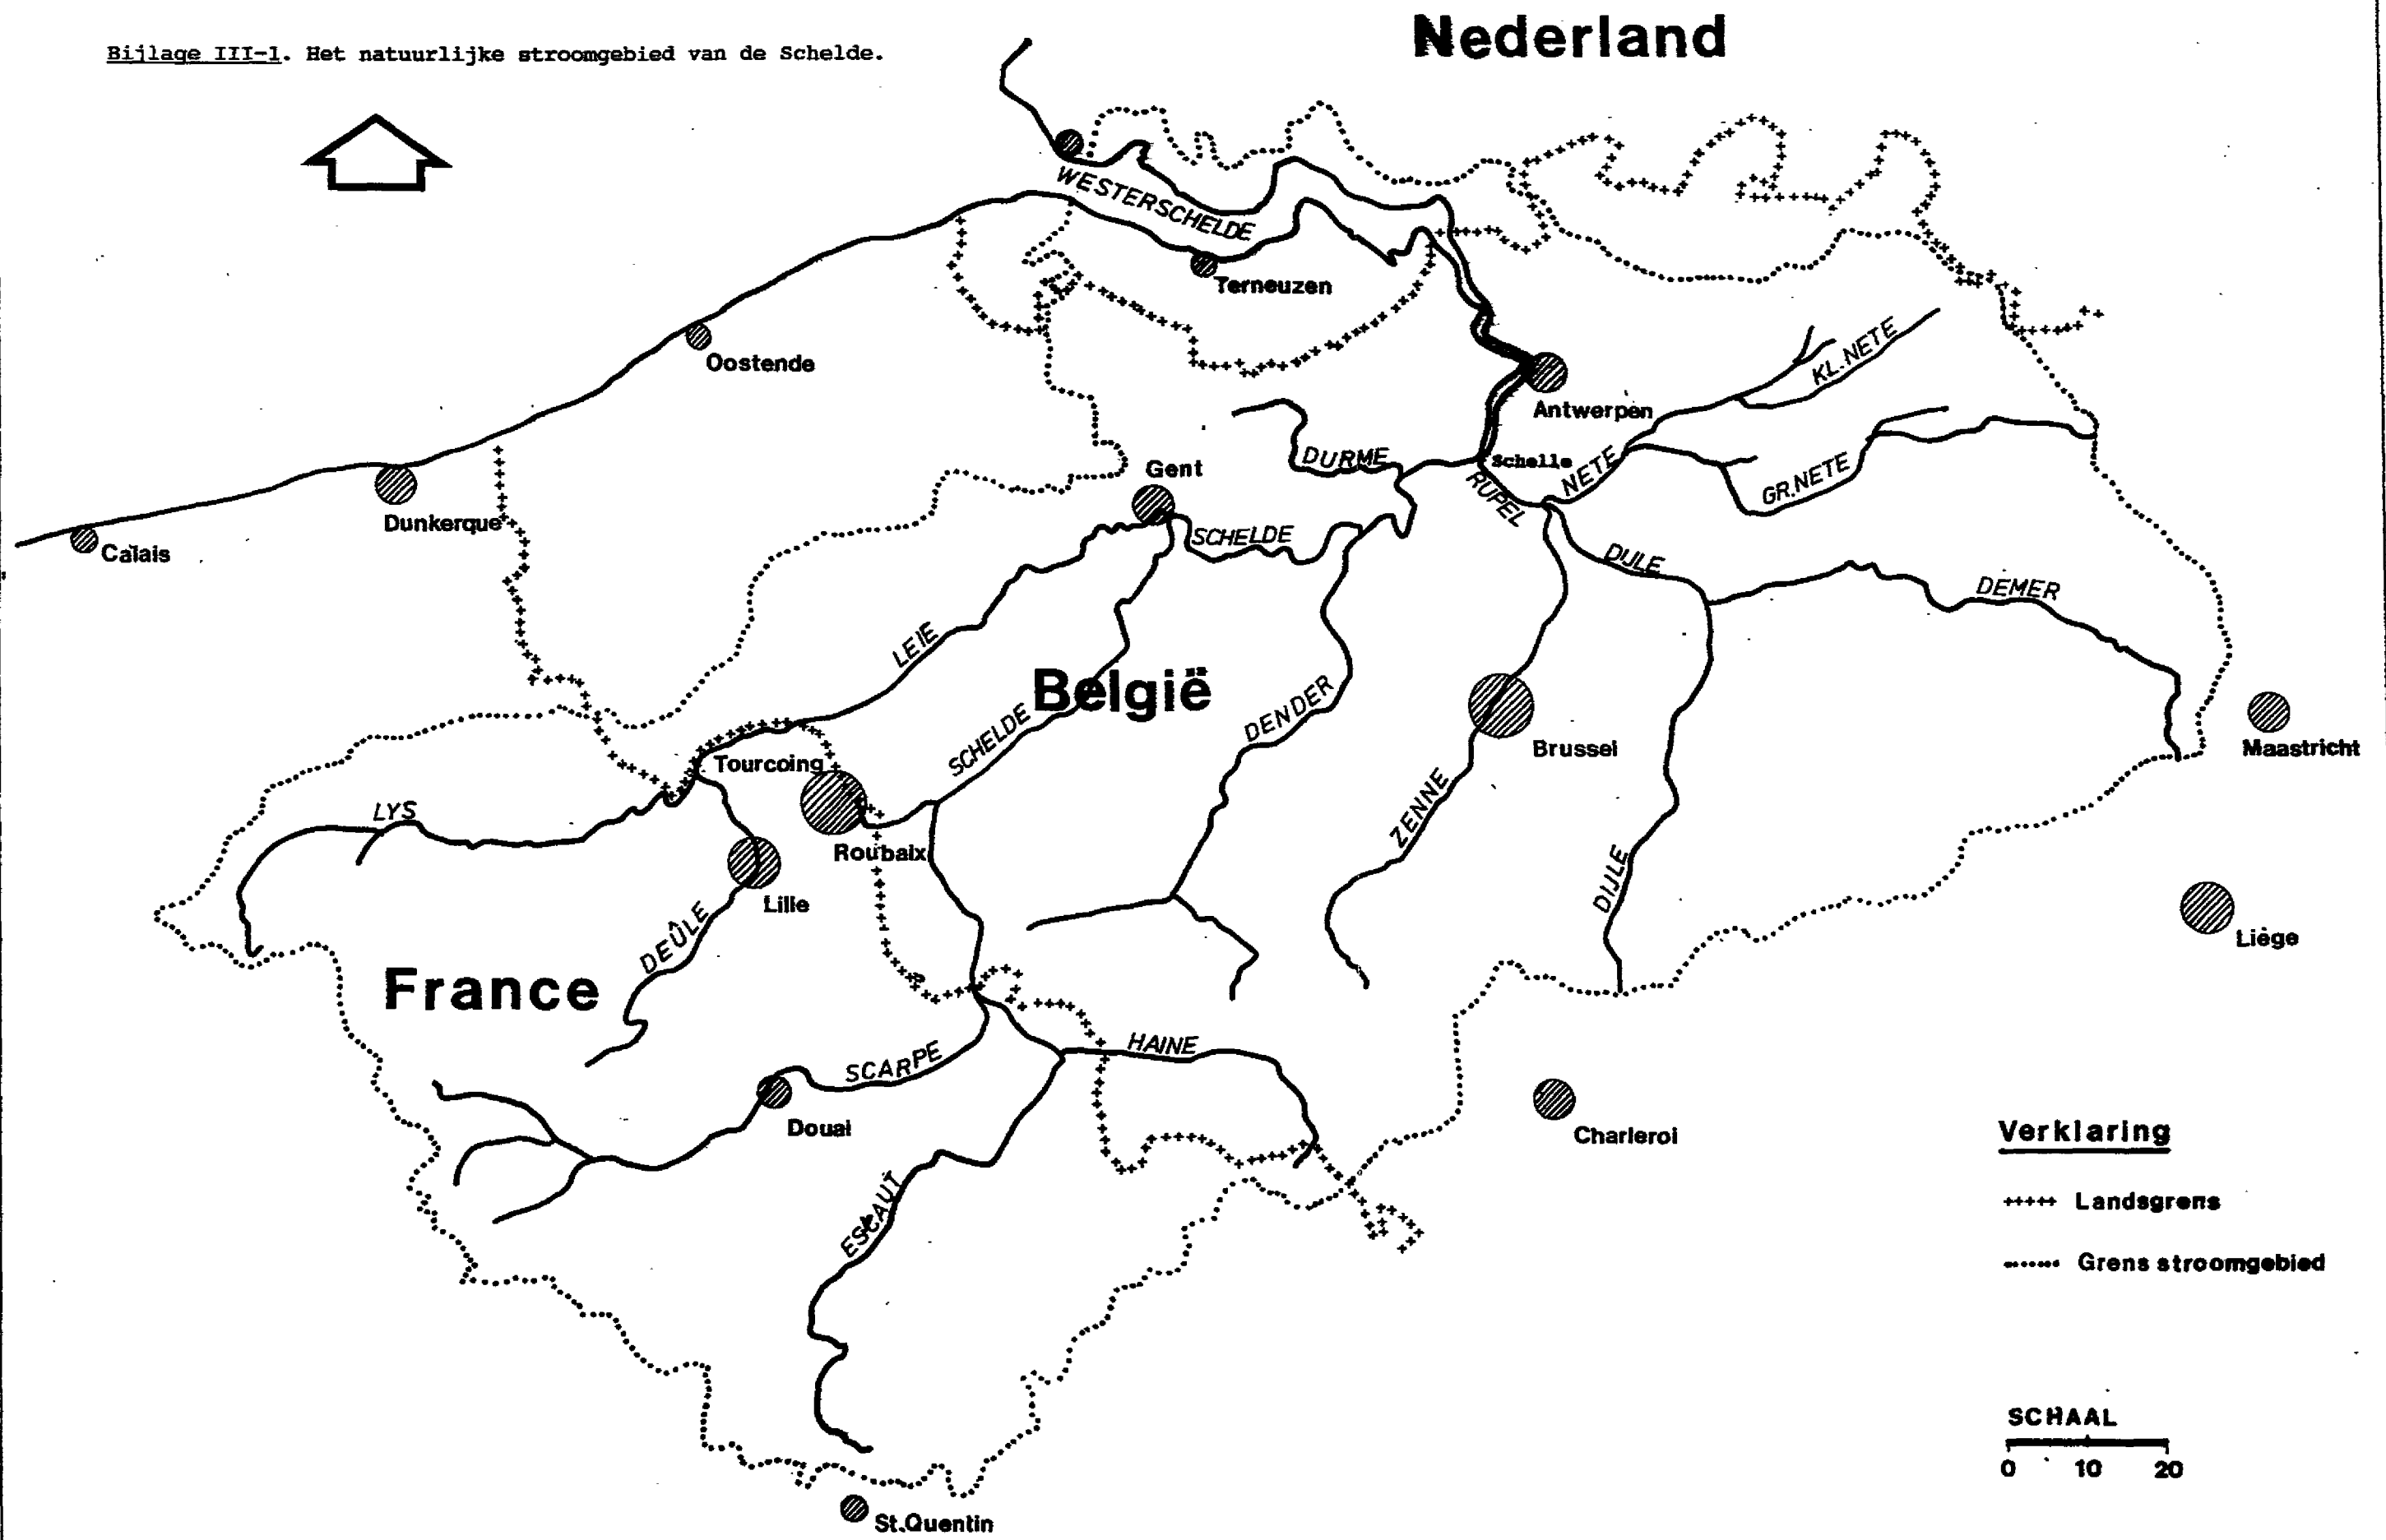 Nederland
Bijlage III-1. Het natuurlijke stroomgebied van de Schelde.
WESTERSCHELDE
Terneuzen
Oostende
KL.NETE
Antwerpen
DURME
Schelle
NETE
GR.NETE
RUPEL
Gent
Dunkerque
SCHELDE
Calais
DIJLE
DEMER
LEIE
België
SCHELDE
DENDER
Brussel
Maastricht
Tourcoing
ZENNE
LYS
Roubaix
DIJLE
Lille
DEÛLE
Liège
France
HAINE
SCARPE
Douai
Charleroi
ESCAUT
Verklaring
+++++ Landsgrens
....... Grens stroomgebied
SCHAAL
0 10 20
St.Quentin